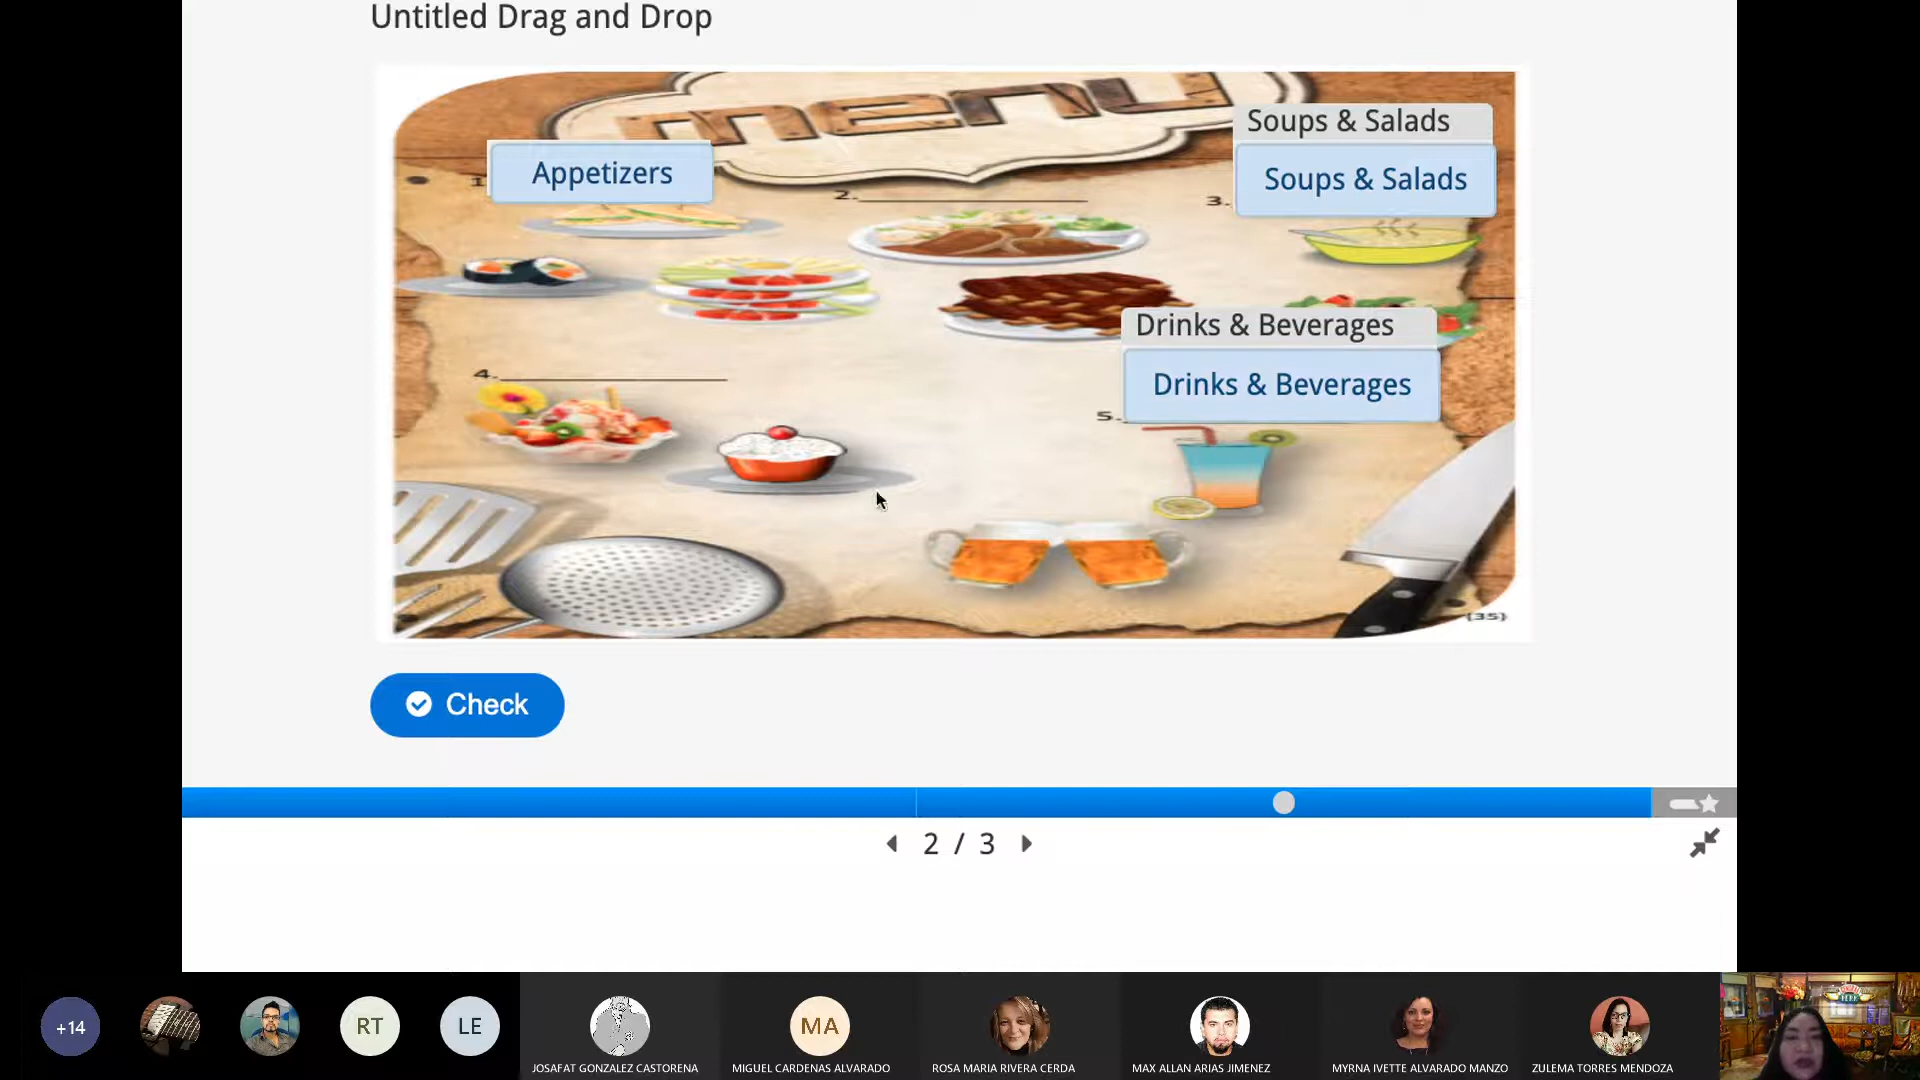 Untitled Drag and Drop
menu
Soups & Salads
Appetizers
Soups & Salads
1
2.
3.
Drinks & Beverages
4.
Drinks & Beverages
5.
(35)
Check
2 / 3
+14
RT
LE
MA
JOSAFAT GONZALEZ CASTORENA
MIGUEL CARDENAS ALVARADO
ROSA MARIA RIVERA CERDA
MAX ALLAN ARIAS JIMENEZ
MYRNA IVETTE ALVARADO MANZO
ZULEMA TORRES MENDOZA